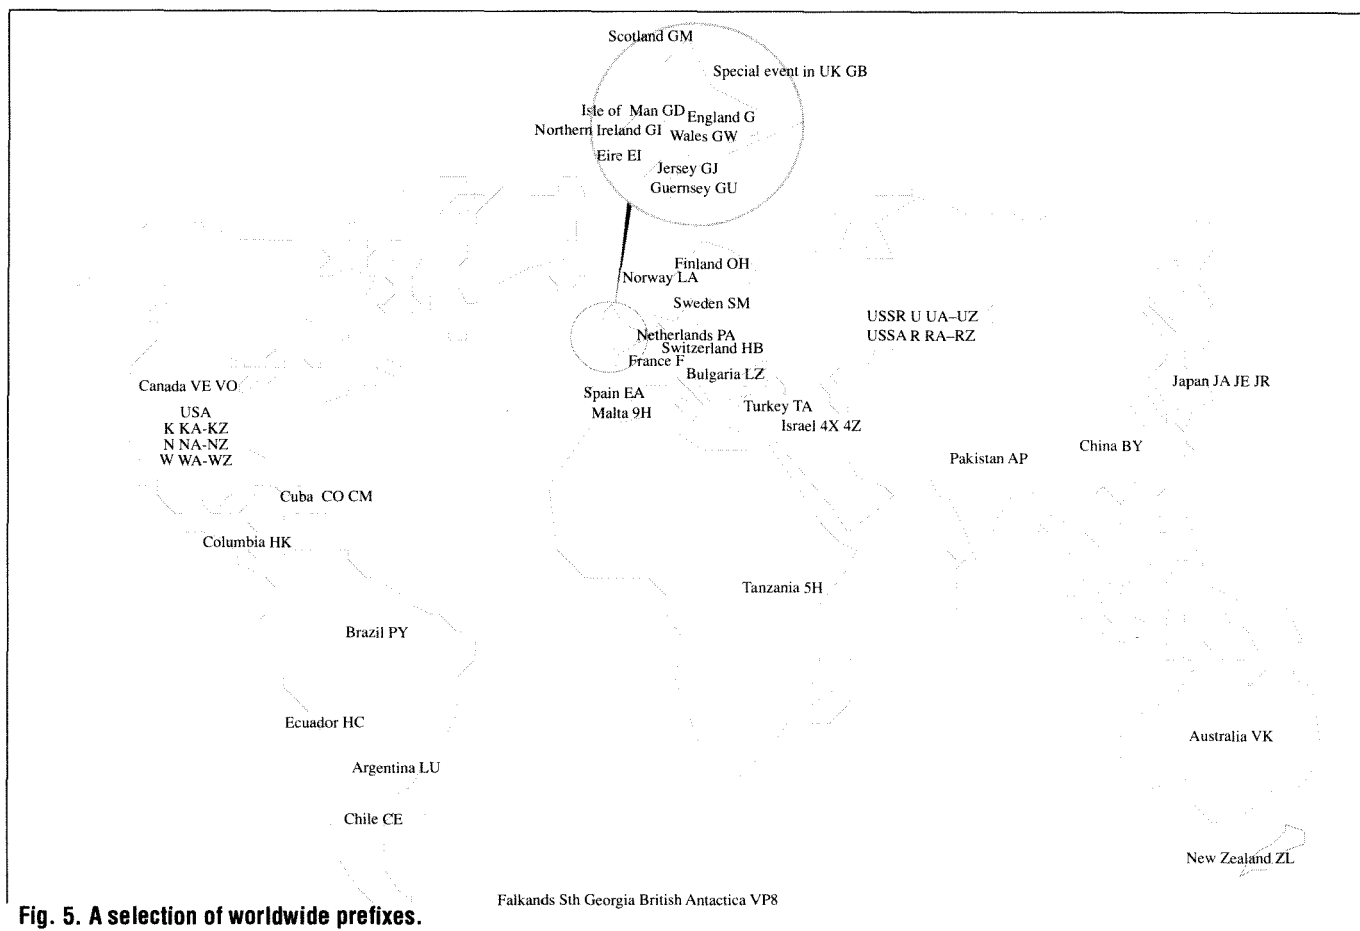 Scotland GM
Special event in UK GB
Isle of Man GD
England G
Northern Ireland GI
Wales GW
Eire EI
Jersey GJ
Guernsey GU
Finland OH
Norway LA
Sweden SM
USSR U UA–UZ
USSA R RA–RZ
Netherlands PA
Switzerland HB
France F
Bulgaria LZ
Canada VE VO
Japan JA JE JR
Spain EA
Malta 9H
Turkey TA
USA
K KA-KZ
N NA-NZ
W WA-WZ
Israel 4X 4Z
China BY
Pakistan AP
Cuba CO CM
Columbia HK
Tanzania 5H
Brazil PY
Ecuador HC
Australia VK
Argentina LU
Chile CE
New Zealand ZL
Falkands Sth Georgia British Antactica VP8
Fig. 5. A selection of worldwide prefixes.